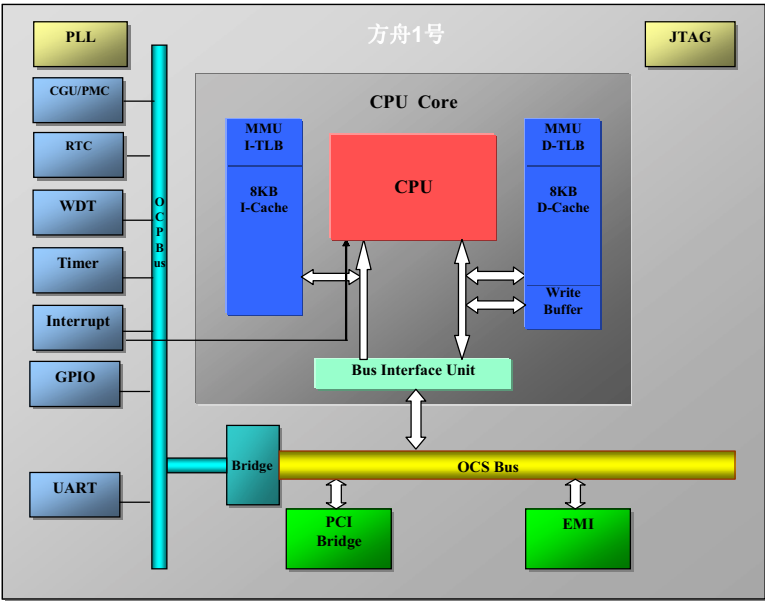 方舟1号
PLL
JTAG
CGU/PMC
RTC
WDT
Timer
Interrupt
GPIO
UART
O
C
P
B
us
CPU Core
MMU
I-TLB
8KB
I-Cache
CPU
MMU
D-TLB
8KB
D-Cache
Write
Buffer
Bus Interface Unit
Bridge
OCS Bus
PCI
Bridge
EMI